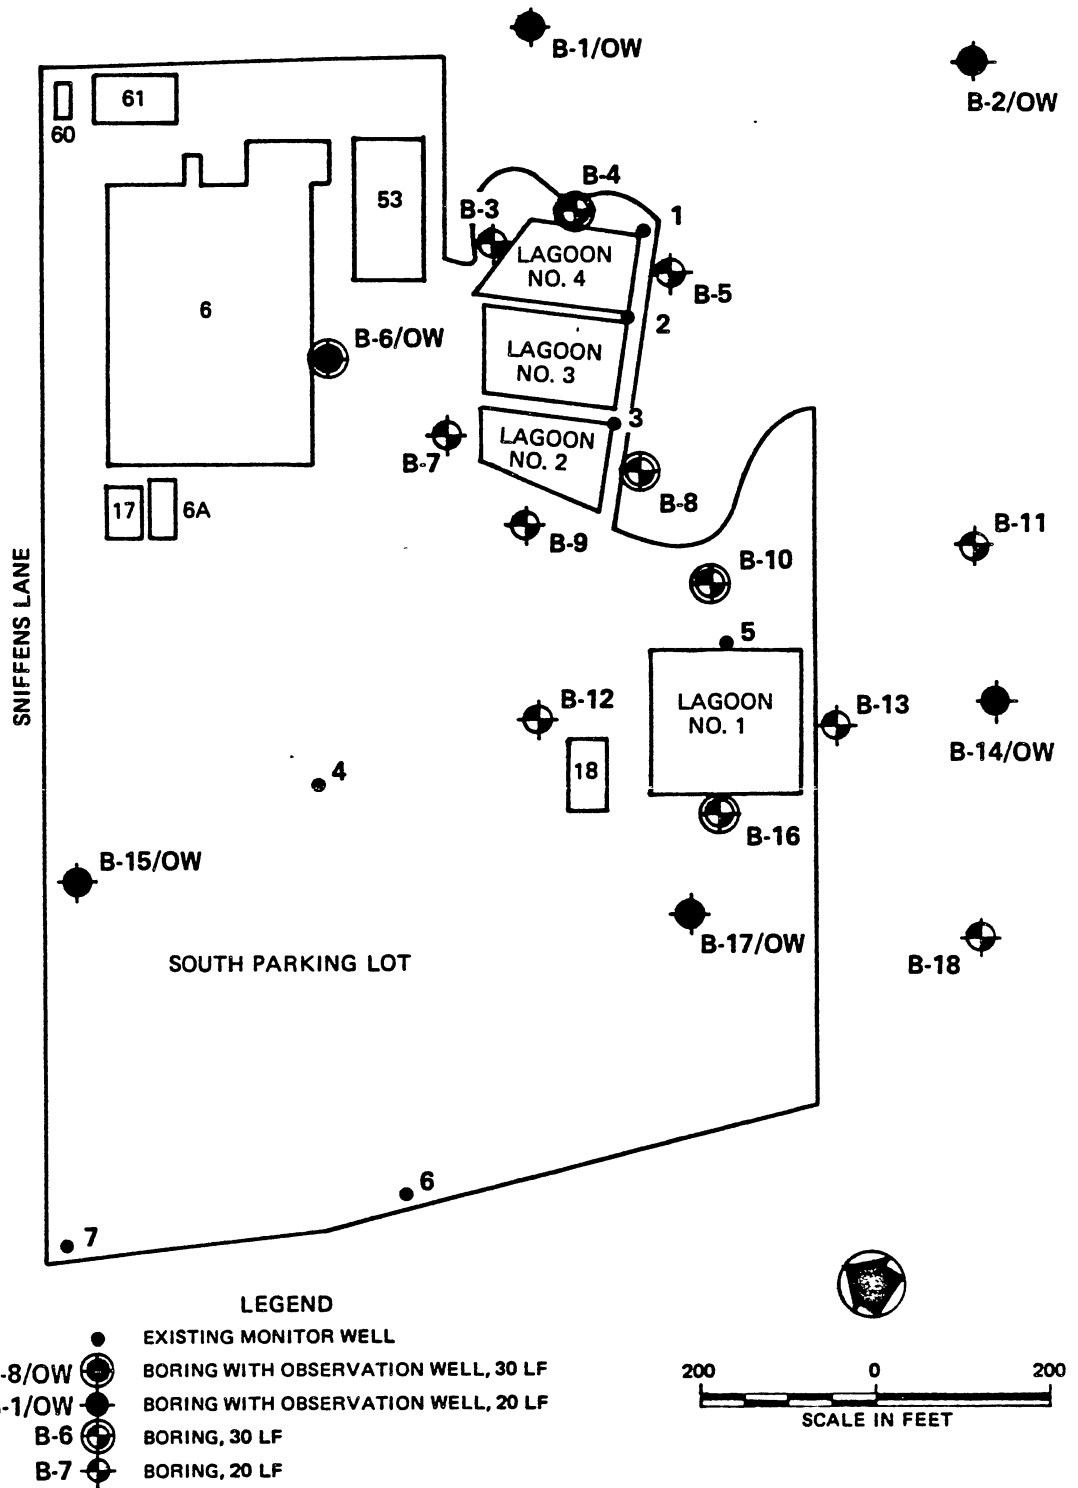 B-1/OW
B-2/OW
61
60
53
B-4
B-3
1
LAGOON
NO. 4
B-5
6
2
B-6/OW
LAGOON
NO. 3
3
LAGOON
NO. 2
B-7
B-8
17
6A
B-9
B-11
B-10
SNIFFENS LANE
5
B-12
LAGOON
NO. 1
B-13
B-14/OW
18
4
B-16
B-15/OW
B-17/OW
SOUTH PARKING LOT
B-18
6
7
LEGEND
EXISTING MONITOR WELL
-8/OW BORING WITH OBSERVATION WELL, 30 LF
-1/OW BORING WITH OBSERVATION WELL, 20 LF
B-6 BORING, 30 LF
B-7 BORING, 20 LF
200 0 200
SCALE IN FEET